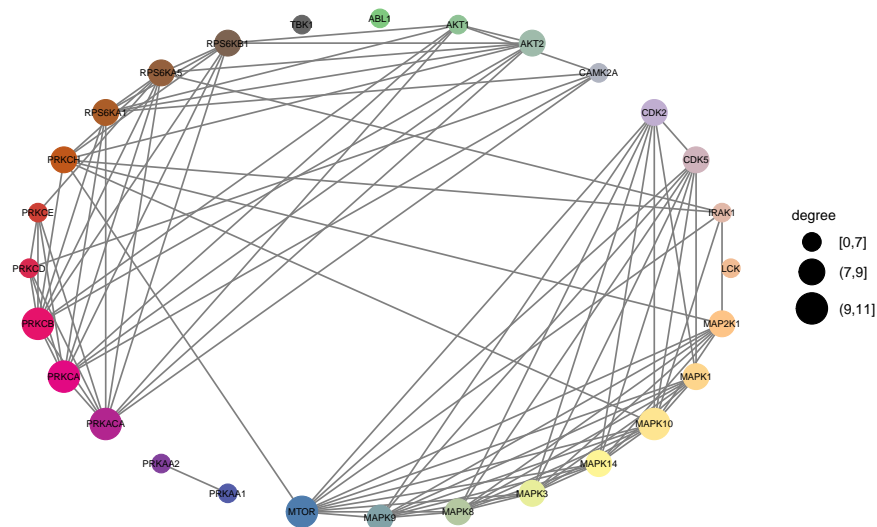 ABL1
TBK1
AKT1
RPS6KB1
AKT2
RPS6KA5
CAMK2A
RPS6KA1
CDK2
PRKCH
CDK5
PRKCE
IRAK1
degree
[0,7]
PRKCD
LCK
(7,9]
(9,11]
PRKCB
MAP2K1
PRKCA
MAPK1
PRKACA
MAPK10
PRKAA2
MAPK14
PRKAA1
MAPK3
MTOR
MAPK9
MAPK8